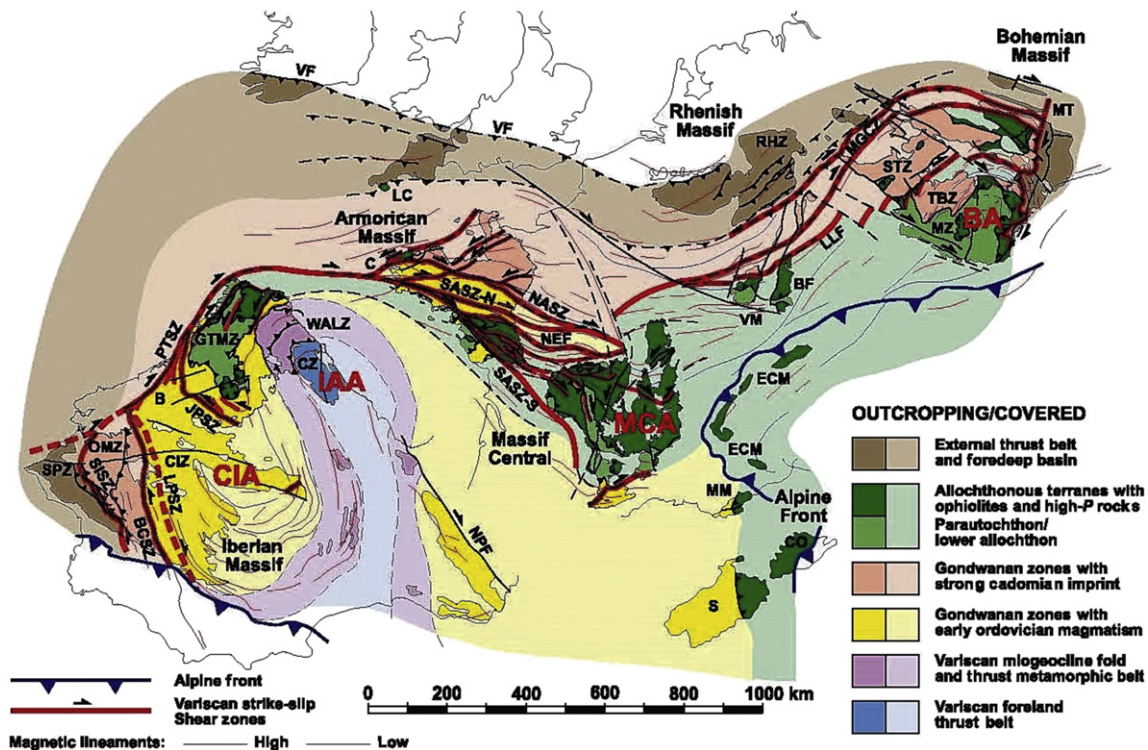 Bohemian
Massif
VF
MT
Rhenish
Massif
VF
RHZ
MGCZ
STZ
LC
TBZ
Armorican
Massif
BA
MZ
LLF
C
SASZ-N
NASZ
BF
VM
WALZ
NEF
PTSZ
GTMZ
CZ
IAA
ECM
SASZ-S
B
JPSZ
MCA
OUTCROPPING/COVERED
OMZ
Massif
Central
ECM
External thrust belt
and foredeep basin
SPZ
SISZ
CIZ
CIA
LPSZ
MM
Alpine
Front
Allochthonous terranes with
ophiolites and high-P rocks
BCSZ
NPF
CO
Parautochthon/
lower allochthon
Iberian
Massif
Gondwanan zones with
strong cadomian imprint
S
Gondwanan zones with
early ordovician magmatism
Variscan miogeocline fold
and thrust metamorphic belt
Alpine front
Variscan strike-slip
Shear zones
0 200 400 600 800 1000 km
Variscan foreland
thrust belt
Magnetic lineaments: High Low